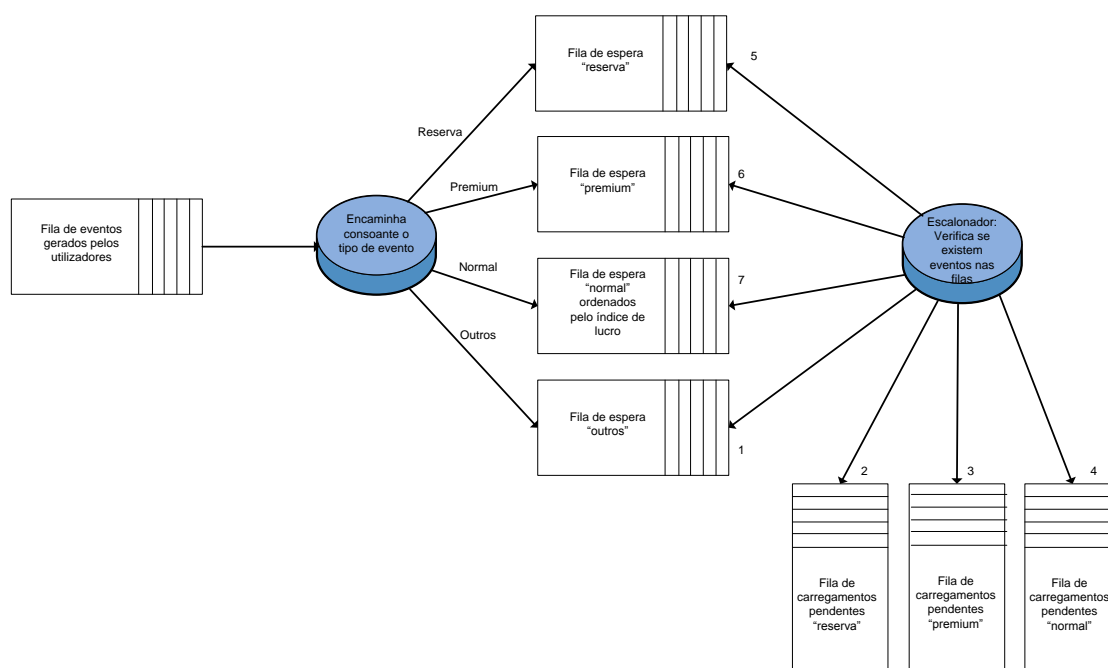 Fila de espera
“reserva”
5
Reserva
Fila de espera
“premium”
6
Premium
Fila de eventos
gerados pelos
utilizadores
Encaminha
consoante o
tipo de evento
Escalonador:
Verifica se
existem
eventos nas
filas
Normal
Fila de espera
“normal”
ordenados
pelo índice de
lucro
7
Outros
Fila de espera
“outros”
1
2
3
4
Fila de
carregamentos
pendentes
“reserva”
Fila de
carregamentos
pendentes
“premium”
Fila de
carregamentos
pendentes
“normal”